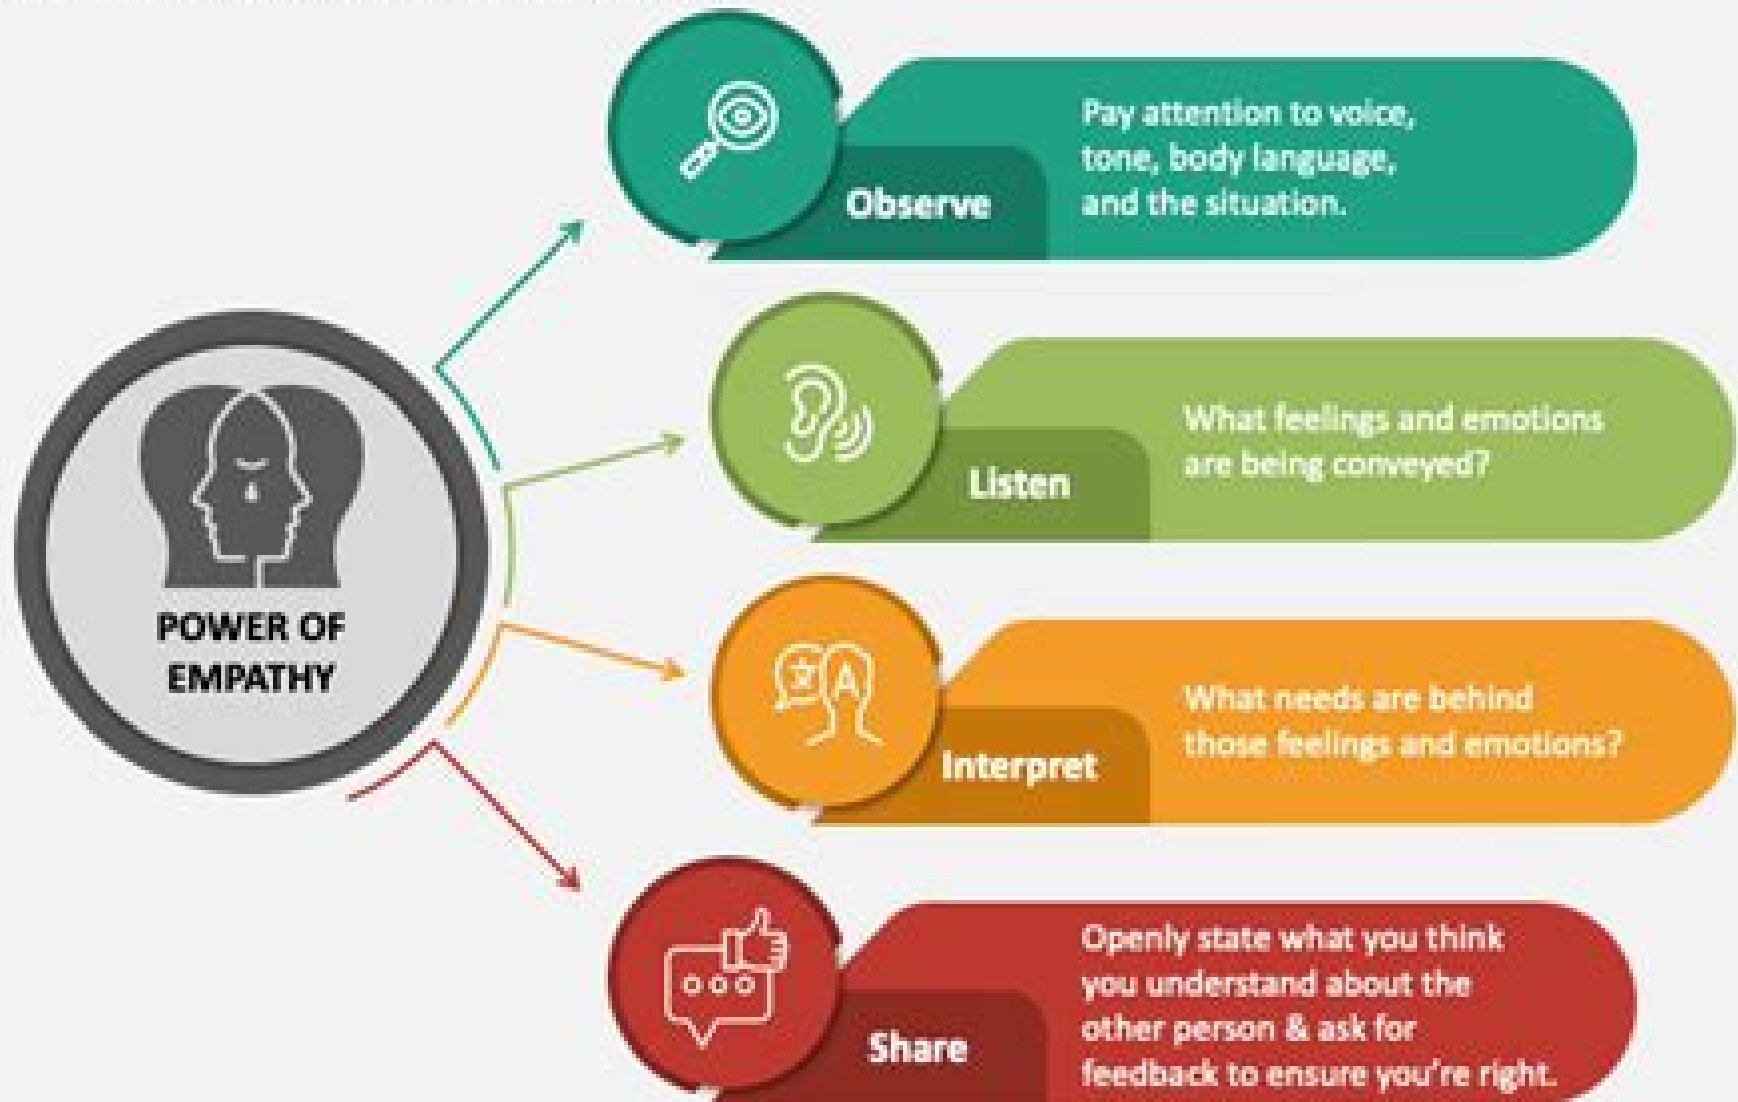 POWER OF
EMPATHY
Observe
Pay attention to voice,
tone, body language,
and the situation.
Listen
What feelings and emotions
are being conveyed?
Interpret
What needs are behind
those feelings and emotions?
Share
Openly state what you think
you understand about the
other person & ask for
feedback to ensure you're right.